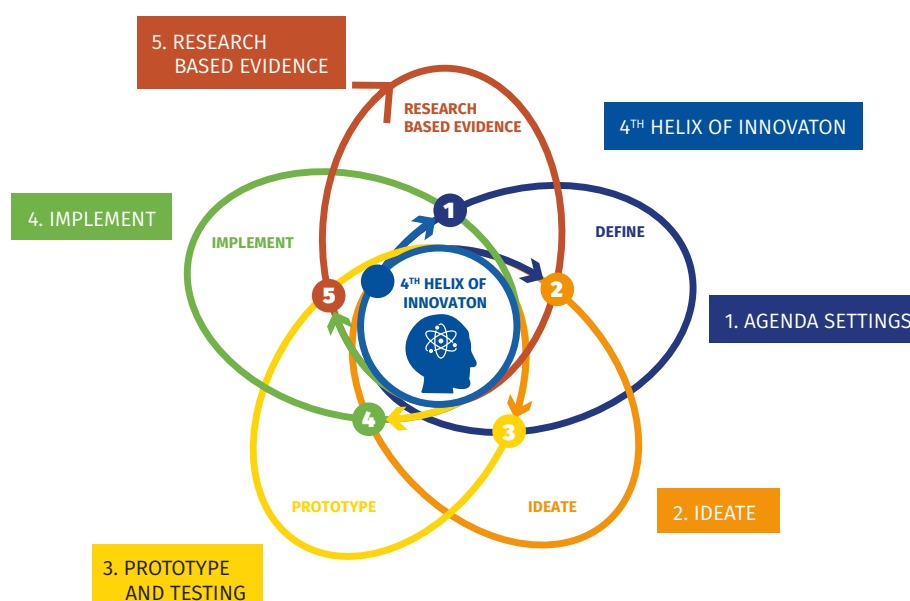 5. RESEARCH
BASED EVIDENCE
RESEARCH
BASED EVIDENCE
4TH HELIX OF INNOVATON
4. IMPLEMENT
IMPLEMENT
1
DEFINE
4TH HELIX OF
INNOVATON
5
2
1. AGENDA SETTINGS
4
3
PROTOTYPE
IDEATE
2. IDEATE
3. PROTOTYPE
AND TESTING